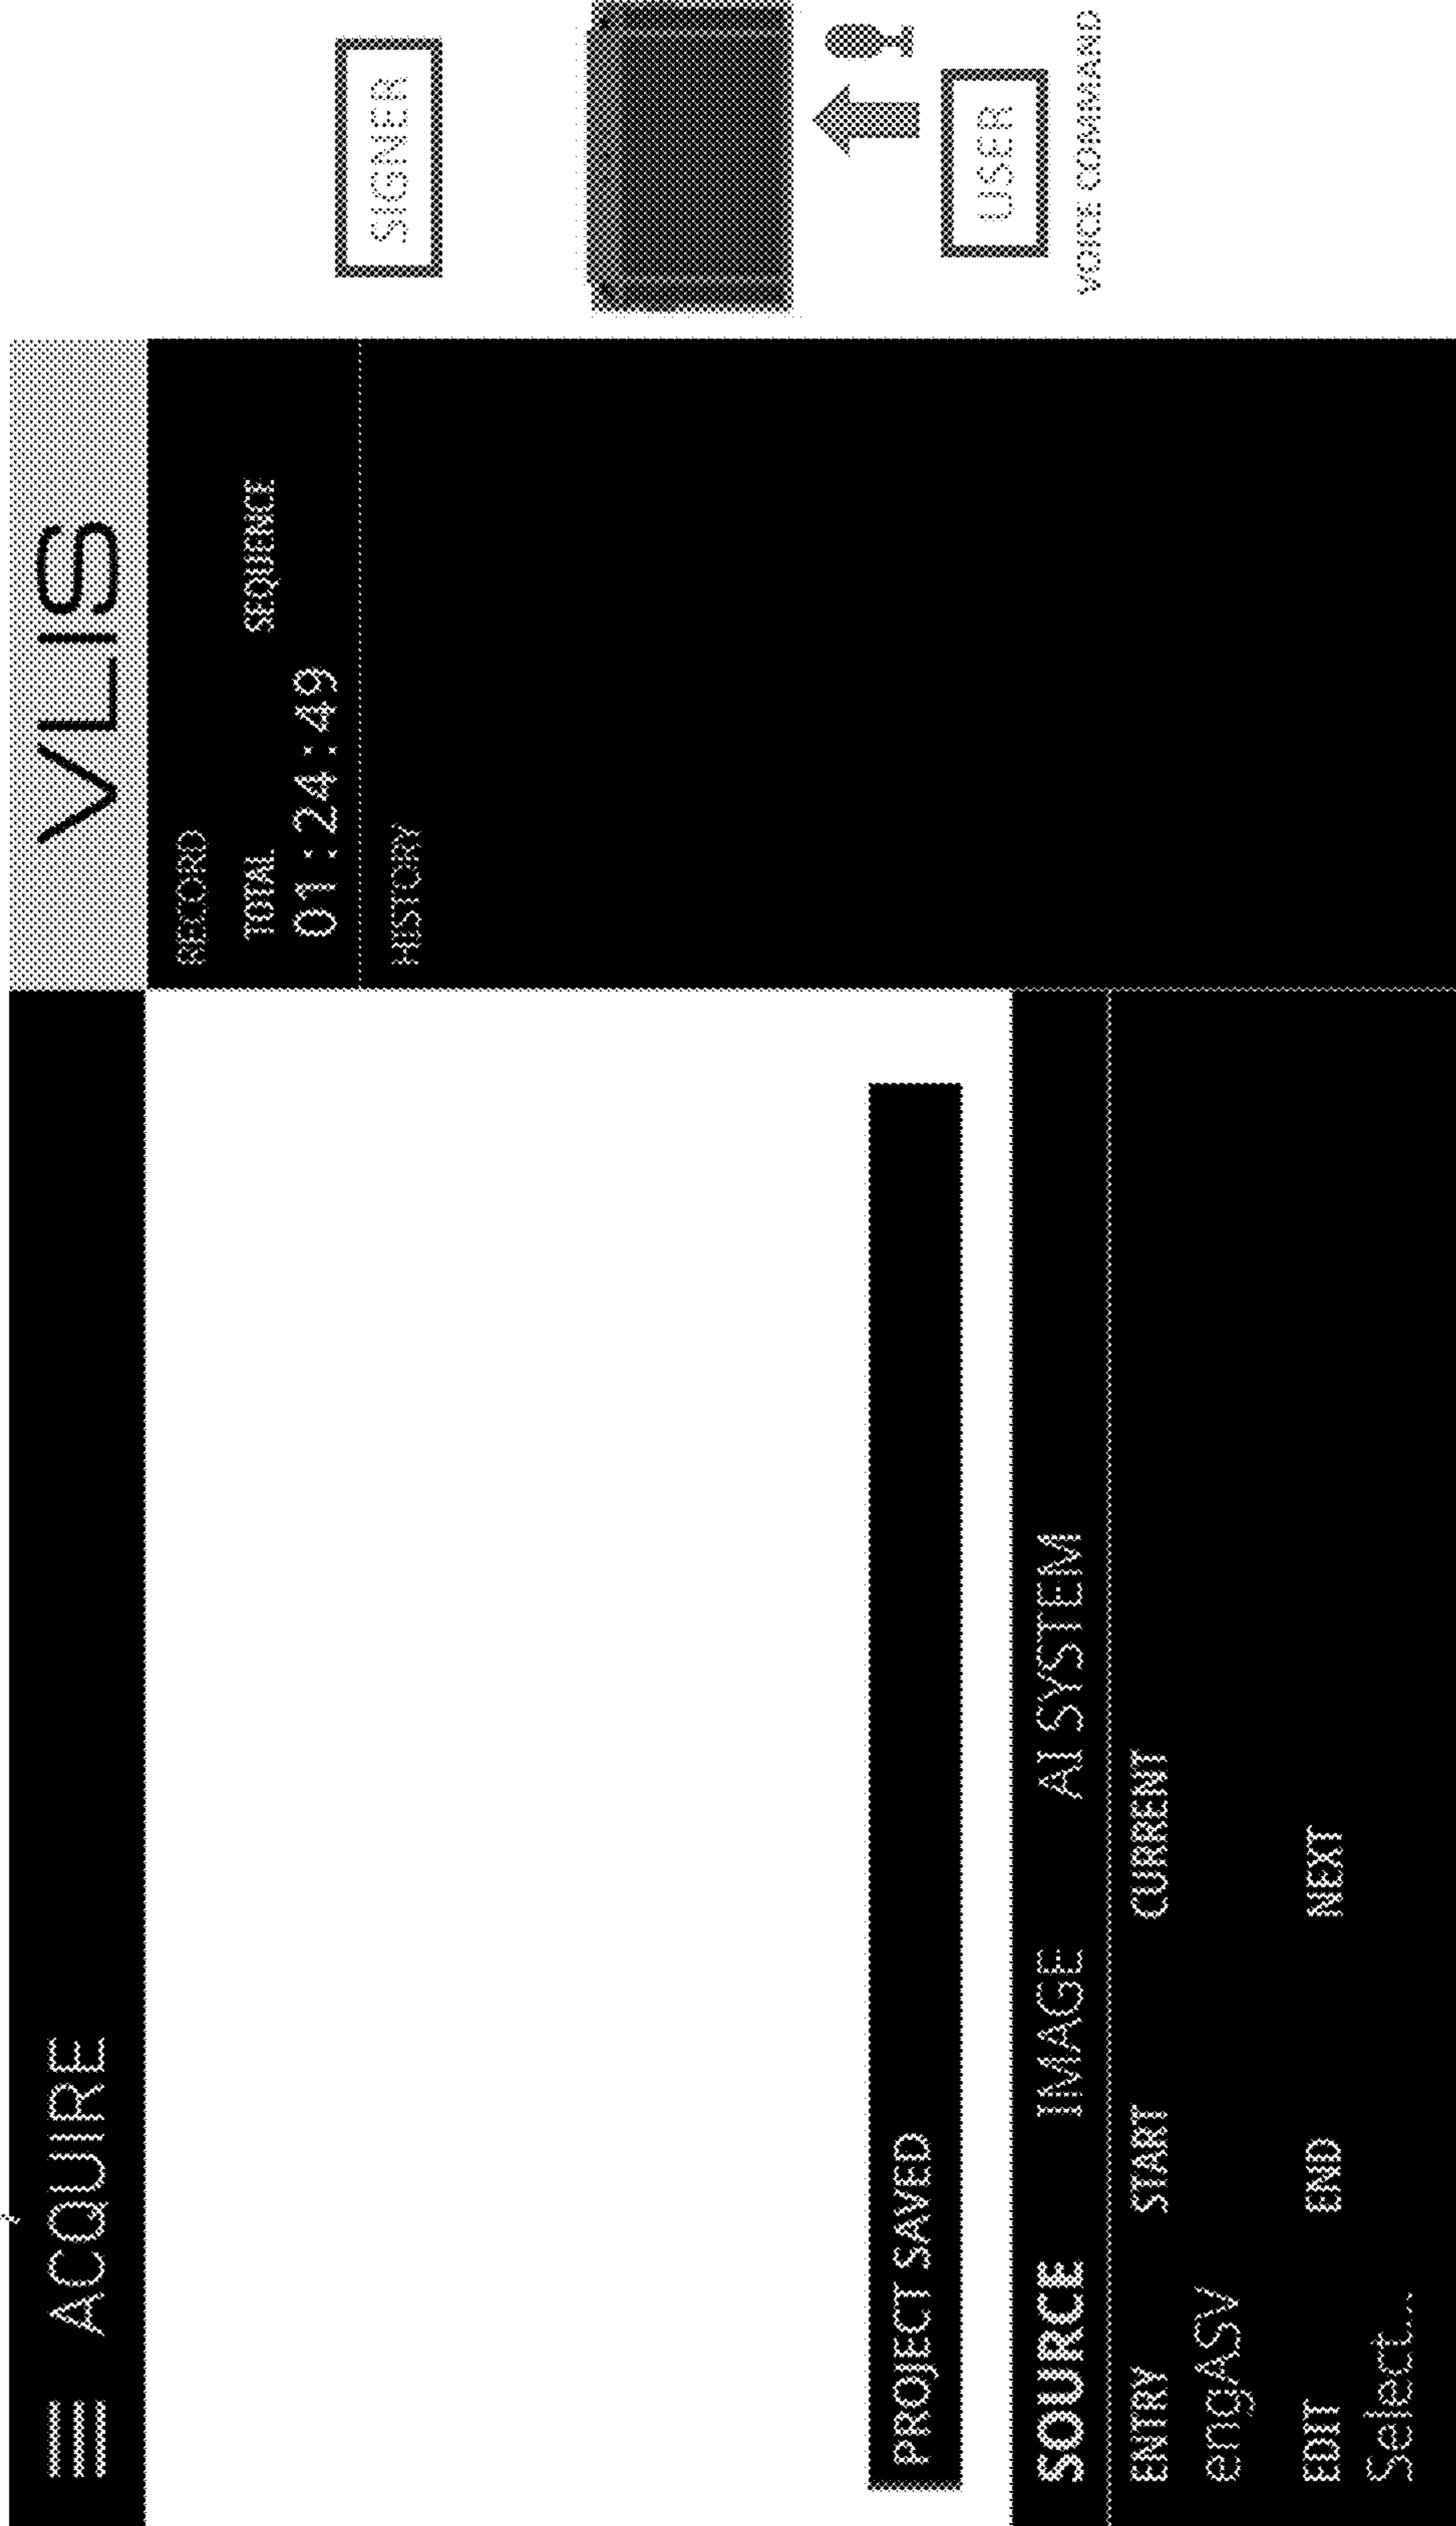 ACQUIRE
VLIS
RECORD
TOTAL SEQUENCE
01:24:49
HISTORY
PROJECT SAVED
SOURCE IMAGE AI SYSTEM
ENTRY START CURRENT
engASV
EDIT END NEXT
Select...
SIGNER
USER
VOICE COMMAND